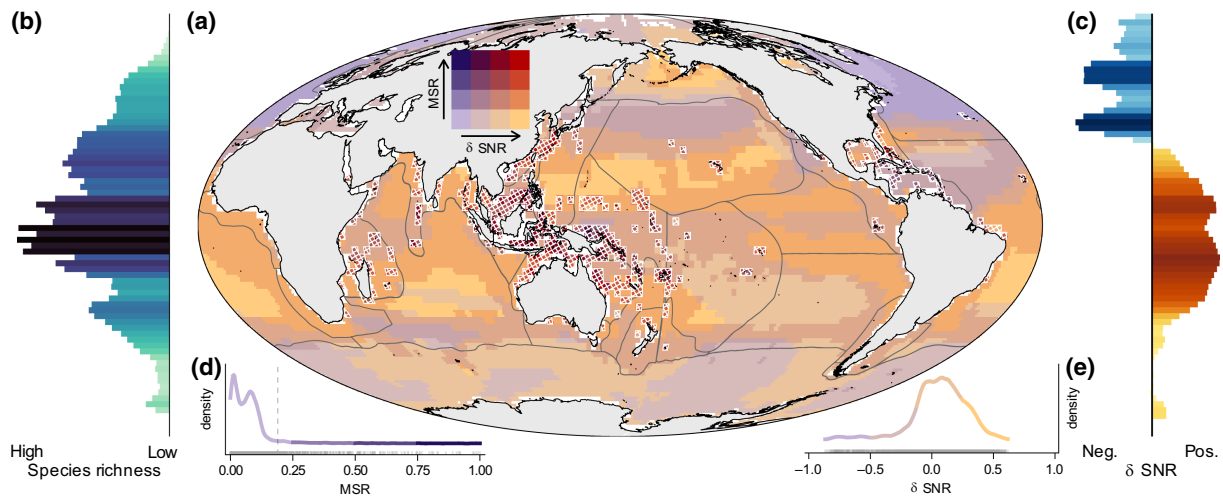 (b)
(a)
(c)
MSR
δ SNR
(d)
(e)
density
density
High
Low
Species richness
0.00
0.25
0.50
0.75
1.00
MSR
−1.0
−0.5
0.0
0.5
1.0
δ SNR
Neg.
Pos.
δ SNR